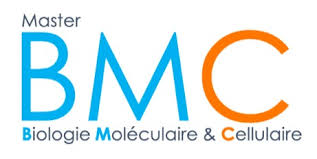 Master
BMC
Biologie Moléculaire & Cellulaire